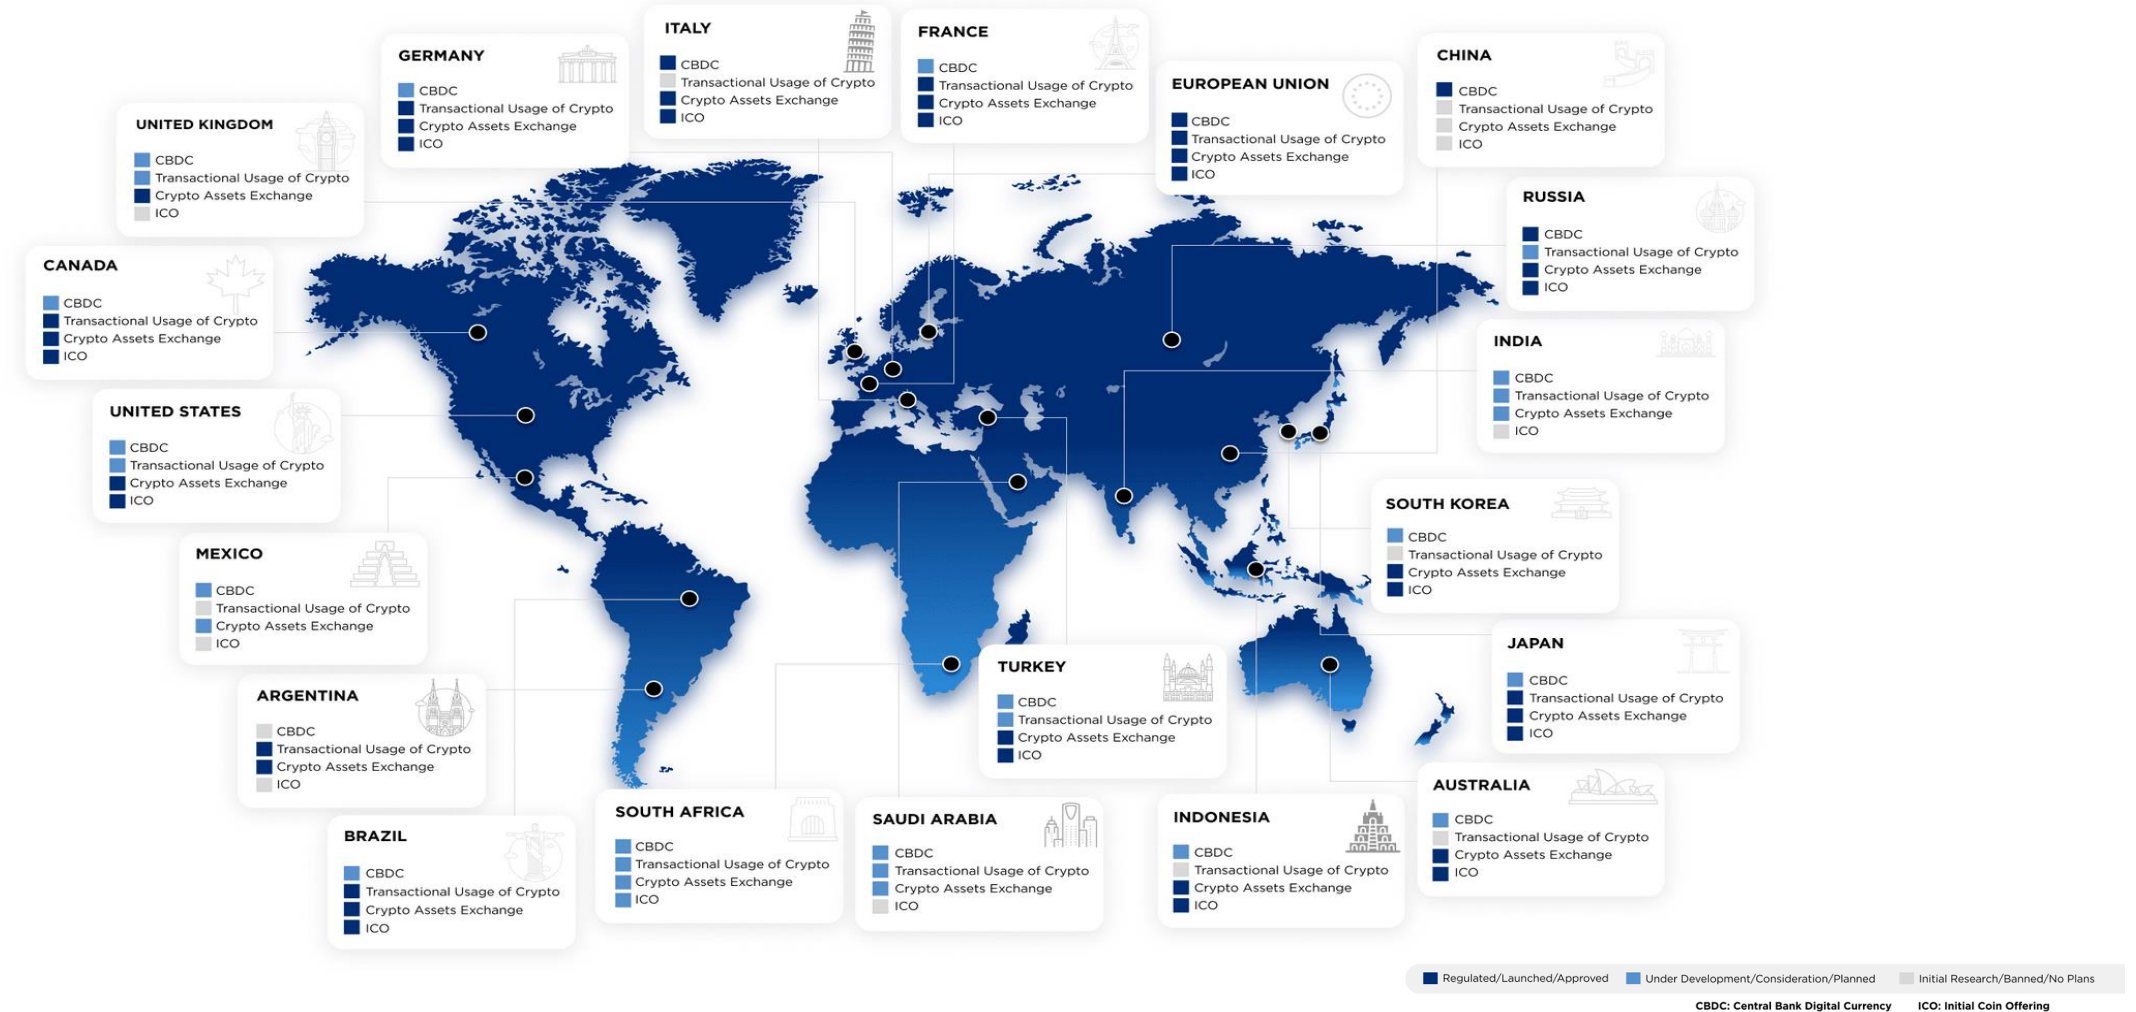 ITALY
CBDC
Transactional Usage of Crypto
Crypto Assets Exchange
ICO
FRANCE
CBDC
Transactional Usage of Crypto
Crypto Assets Exchange
ICO
GERMANY
CBDC
Transactional Usage of Crypto
Crypto Assets Exchange
ICO
EUROPEAN UNION
CBDC
Transactional Usage of Crypto
Crypto Assets Exchange
ICO
CHINA
CBDC
Transactional Usage of Crypto
Crypto Assets Exchange
ICO
UNITED KINGDOM
CBDC
Transactional Usage of Crypto
Crypto Assets Exchange
ICO
RUSSIA
CBDC
Transactional Usage of Crypto
Crypto Assets Exchange
ICO
CANADA
CBDC
Transactional Usage of Crypto
Crypto Assets Exchange
ICO
INDIA
CBDC
Transactional Usage of Crypto
Crypto Assets Exchange
ICO
UNITED STATES
CBDC
Transactional Usage of Crypto
Crypto Assets Exchange
ICO
SOUTH KOREA
CBDC
Transactional Usage of Crypto
Crypto Assets Exchange
ICO
MEXICO
CBDC
Transactional Usage of Crypto
Crypto Assets Exchange
ICO
JAPAN
CBDC
Transactional Usage of Crypto
Crypto Assets Exchange
ICO
TURKEY
CBDC
Transactional Usage of Crypto
Crypto Assets Exchange
ICO
ARGENTINA
CBDC
Transactional Usage of Crypto
Crypto Assets Exchange
ICO
AUSTRALIA
CBDC
Transactional Usage of Crypto
Crypto Assets Exchange
ICO
BRAZIL
CBDC
Transactional Usage of Crypto
Crypto Assets Exchange
ICO
SOUTH AFRICA
CBDC
Transactional Usage of Crypto
Crypto Assets Exchange
ICO
SAUDI ARABIA
CBDC
Transactional Usage of Crypto
Crypto Assets Exchange
ICO
INDONESIA
CBDC
Transactional Usage of Crypto
Crypto Assets Exchange
ICO
Regulated/Launched/Approved Under Development/Consideration/Planned Initial Research/Banned/No Plans
CBDC: Central Bank Digital Currency ICO: Initial Coin Offering